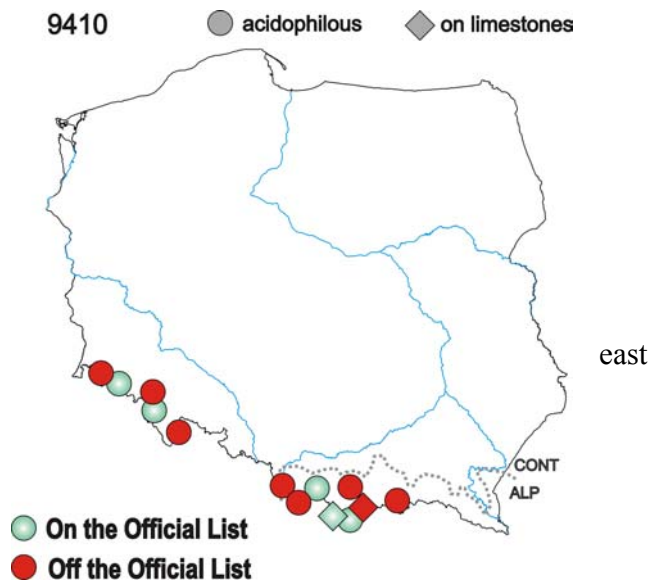 9410 acidophilous on limestones
east
CONT
ALP
On the Official List
Off the Official List